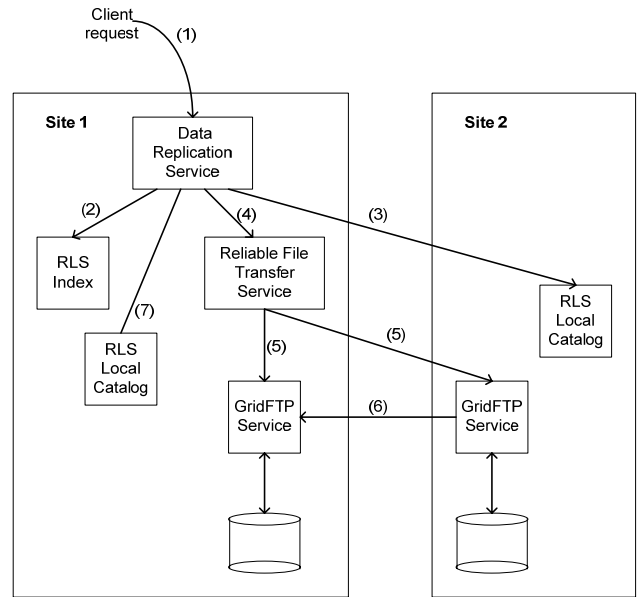 Client
request
(1)
Site 1
Site 2
Data
Replication
Service
(2)
(4)
(3)
RLS
Index
Reliable File
Transfer
Service
(7)
RLS
Local
Catalog
RLS
Local
Catalog
(5)
(5)
GridFTP
Service
(6)
GridFTP
Service